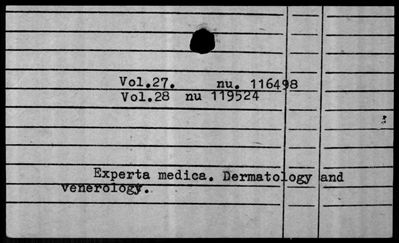 Vol.27. nu. 116498
Vol.28 nu 119524
Experta medica. Dermatology and
venerology.